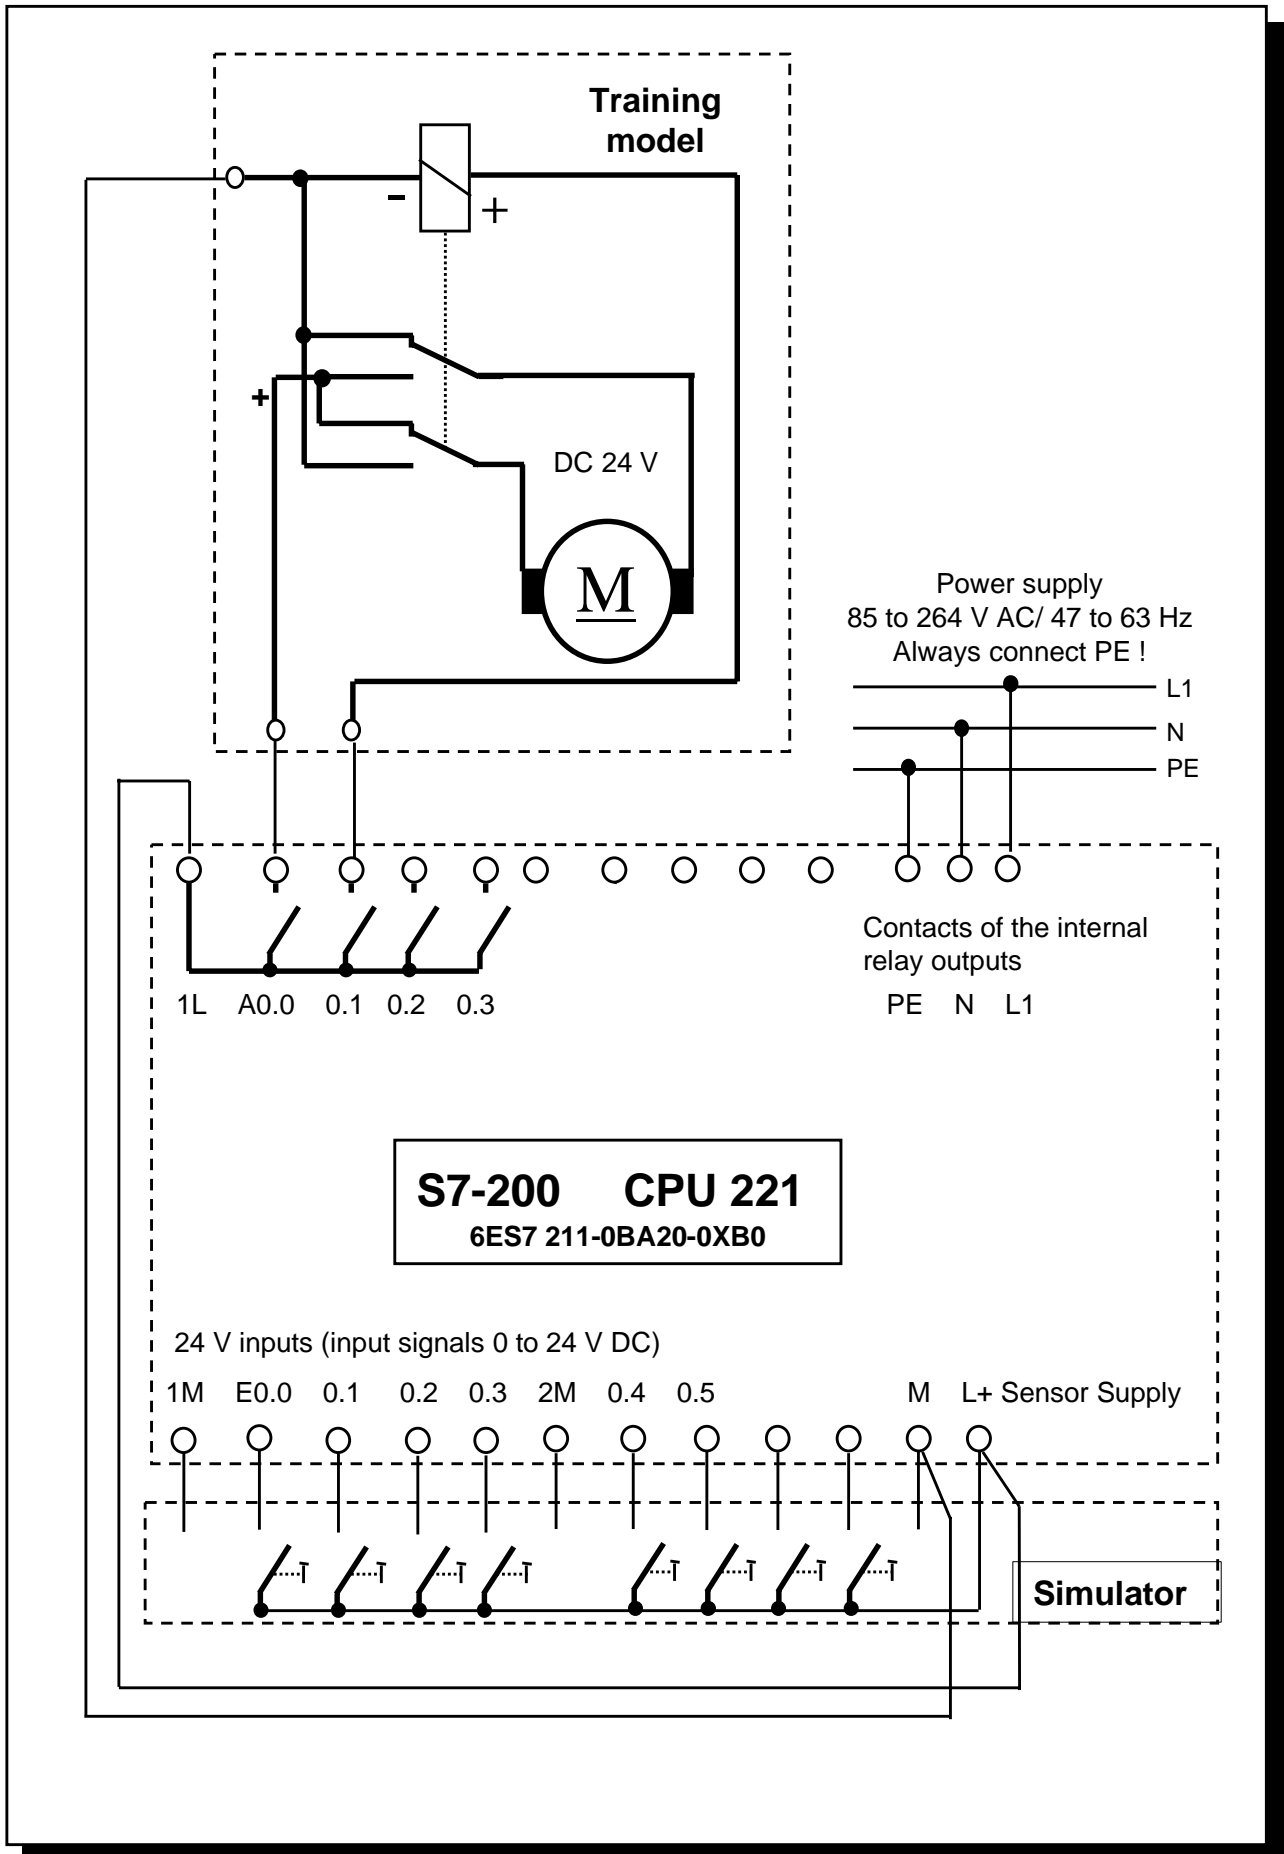 Training
model
-
+
+
DC 24 V
M
Power supply
85 to 264 V AC/ 47 to 63 Hz
Always connect PE !
L1
N
PE
Contacts of the internal
relay outputs
1L A0.0 0.1 0.2 0.3 PE N L1
S7-200 CPU 221
6ES7 211-0BA20-0XB0
24 V inputs (input signals 0 to 24 V DC)
1M E0.0 0.1 0.2 0.3 2M 0.4 0.5 M L+ Sensor Supply
Simulator